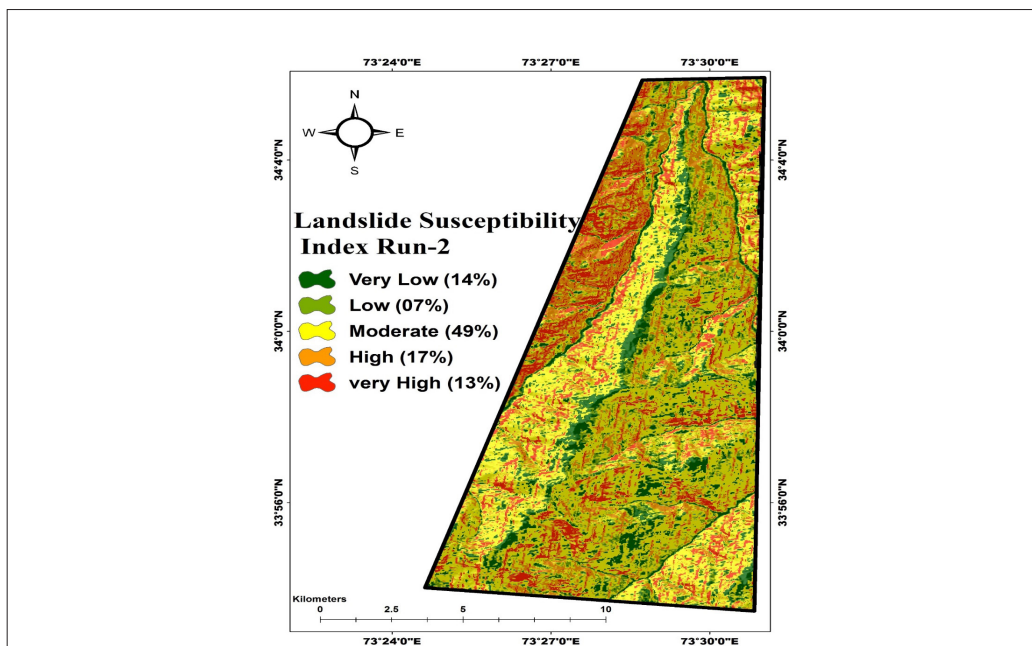 73°24'0"E 73°27'0"E 73°30'0"E
N
W E
S
34°4'0"N 34°4'0"N
Landslide Susceptibility
Index Run-2
Very Low (14%)
Low (07%)
Moderate (49%)
High (17%)
very High (13%)
34°0'0"N 34°0'0"N
33°56'0"N 33°56'0"N
Kilometers
0 2.5 5 10
73°24'0"E 73°27'0"E 73°30'0"E